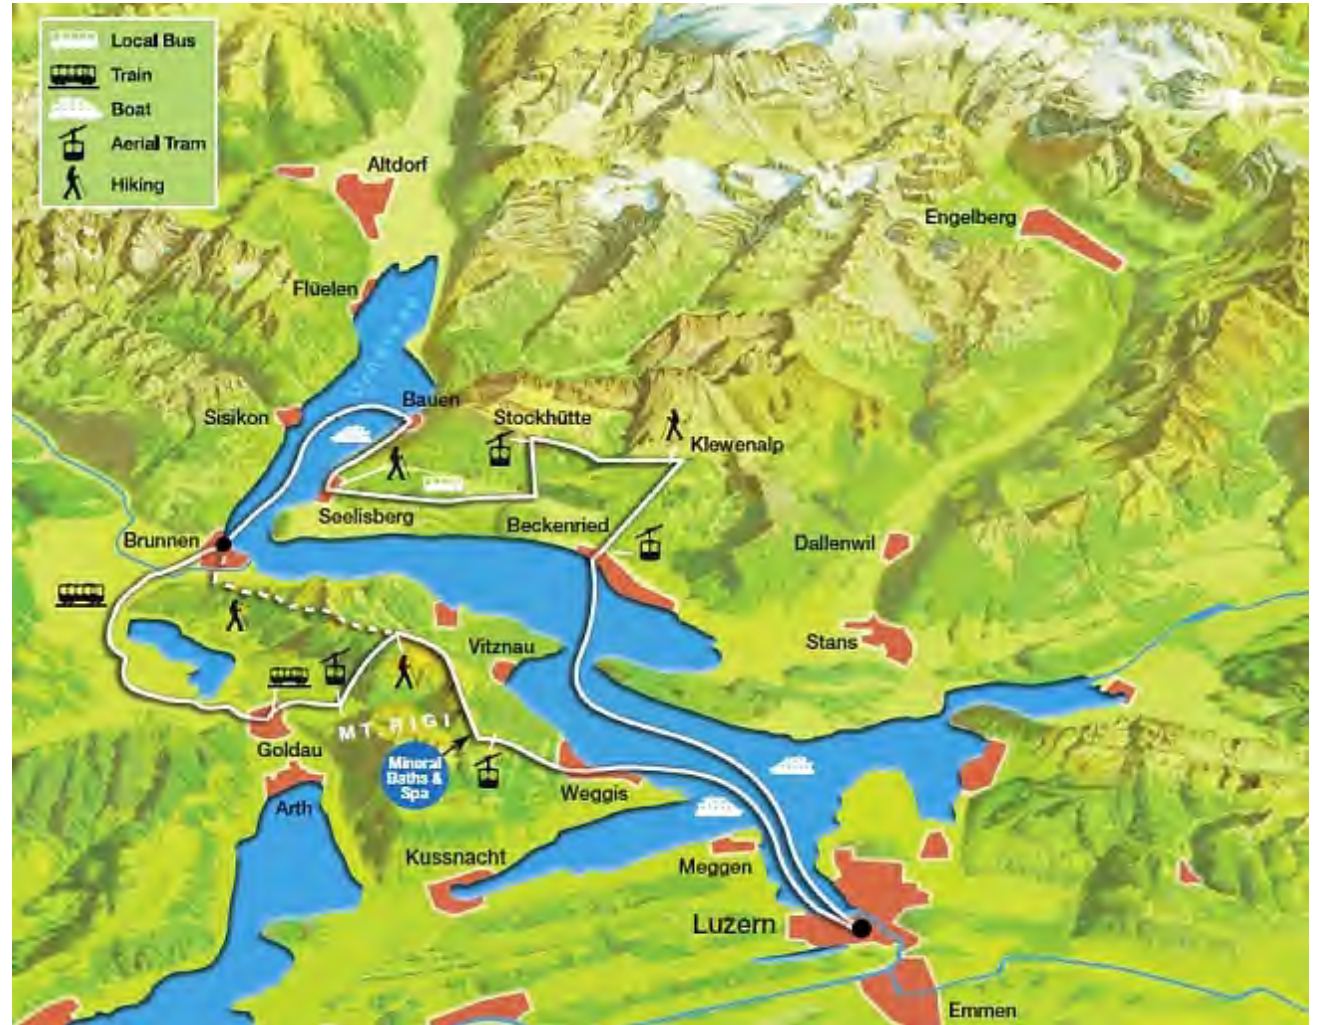 Local Bus
Train
Boat
Aerial Tram
Hiking
Altdorf
Engelberg
Flüelen
Bauen
Sisikon
Stockhütte
Klewenalp
Seelisberg
Beckenried
Brunnen
Dallenwil
Vitznau
Stans
MT. RIGI
Goldau
Mineral
Baths &
Spa
Weggis
Arth
Kussnacht
Meggen
Luzern
Emmen